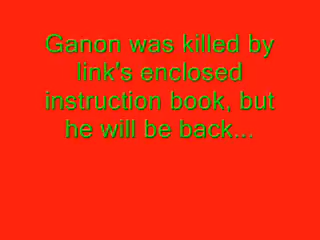 Ganon was killed by
link's enclosed
instruction book, but
he will be back...